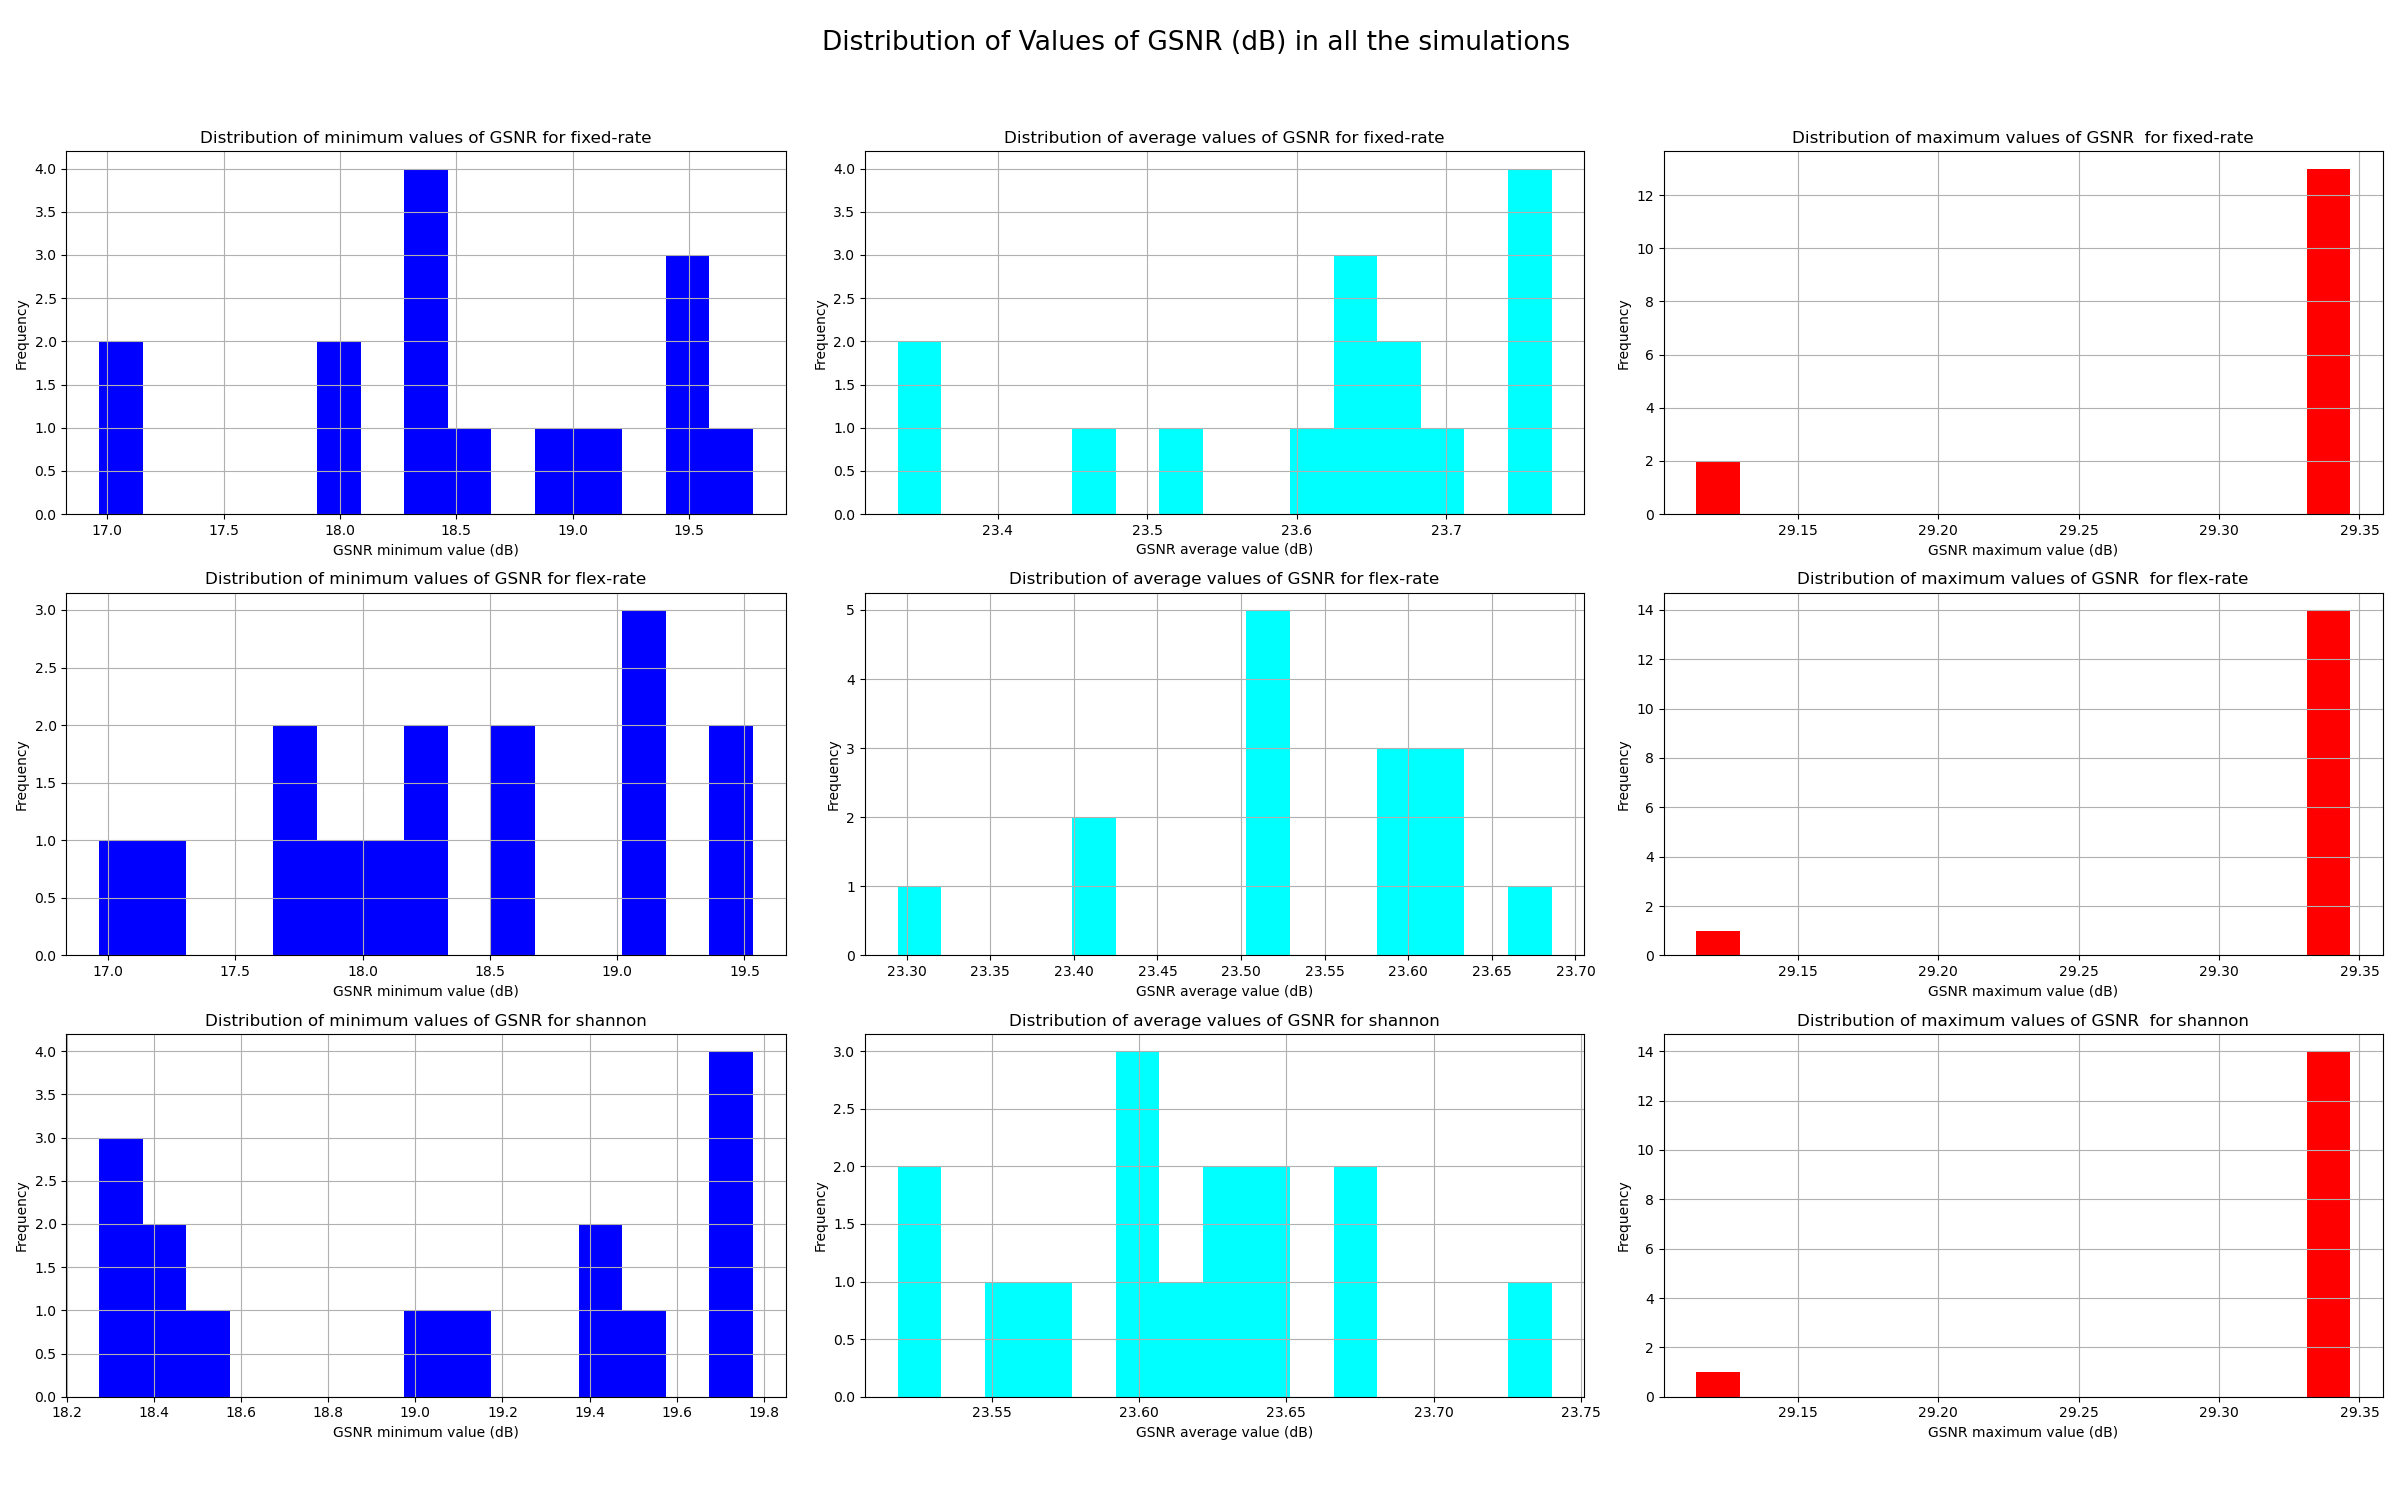 Distribution of Values of GSNR (dB) in all the simulations
Distribution of minimum values of GSNR for fixed-rate
Frequency
4.0
3.5
3.0
2.5
2.0
1.5
1.0
0.5
0.0
17.0 17.5 18.0 18.5 19.0 19.5
GSNR minimum value (dB)
Distribution of average values of GSNR for fixed-rate
Frequency
4.0
3.5
3.0
2.5
2.0
1.5
1.0
0.5
0.0
23.4 23.5 23.6 23.7
GSNR average value (dB)
Distribution of maximum values of GSNR  for fixed-rate
Frequency
12
10
8
6
4
2
0
29.15 29.20 29.25 29.30 29.35
GSNR maximum value (dB)
Distribution of minimum values of GSNR for flex-rate
Frequency
3.0
2.5
2.0
1.5
1.0
0.5
0.0
17.0 17.5 18.0 18.5 19.0 19.5
GSNR minimum value (dB)
Distribution of average values of GSNR for flex-rate
Frequency
5
4
3
2
1
0
23.30 23.35 23.40 23.45 23.50 23.55 23.60 23.65 23.70
GSNR average value (dB)
Distribution of maximum values of GSNR  for flex-rate
Frequency
14
12
10
8
6
4
2
0
29.15 29.20 29.25 29.30 29.35
GSNR maximum value (dB)
Distribution of minimum values of GSNR for shannon
Frequency
4.0
3.5
3.0
2.5
2.0
1.5
1.0
0.5
0.0
18.2 18.4 18.6 18.8 19.0 19.2 19.4 19.6 19.8
GSNR minimum value (dB)
Distribution of average values of GSNR for shannon
Frequency
3.0
2.5
2.0
1.5
1.0
0.5
0.0
23.55 23.60 23.65 23.70 23.75
GSNR average value (dB)
Distribution of maximum values of GSNR  for shannon
Frequency
14
12
10
8
6
4
2
0
29.15 29.20 29.25 29.30 29.35
GSNR maximum value (dB)